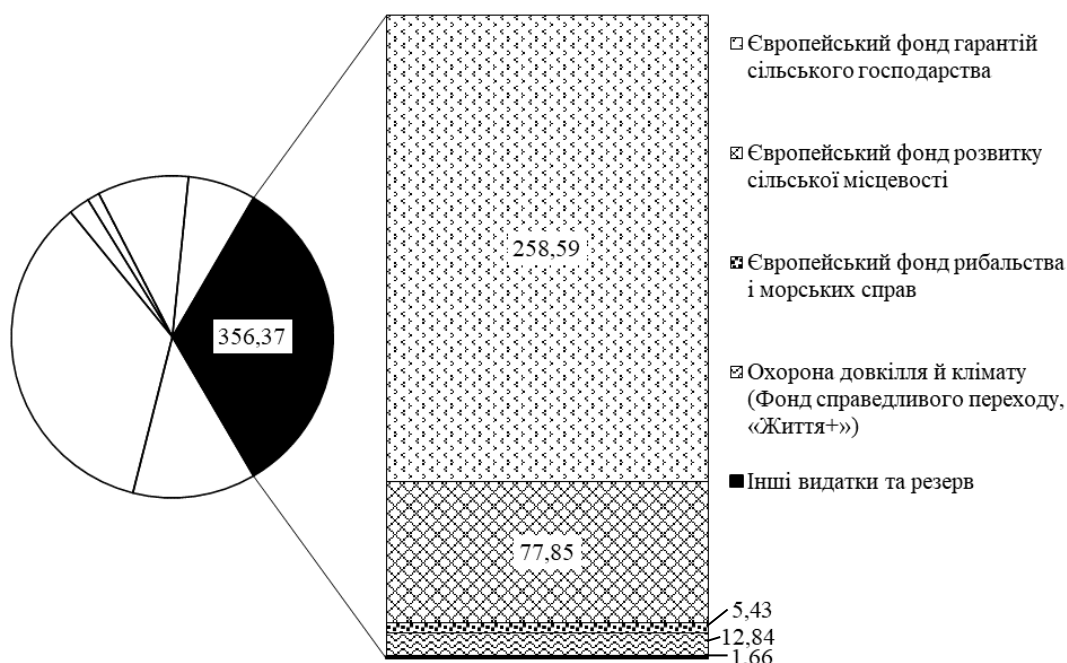 Європейський фонд гарантій
сільського господарства
Європейський фонд розвитку
сільської місцевості
Європейський фонд рибальства
і морських справ
Охорона довкілля й клімату
(Фонд справедливого переходу,
«Життя+»)
Інші видатки та резерв
356,37
258,59
77,85
5,43
12,84
1,66